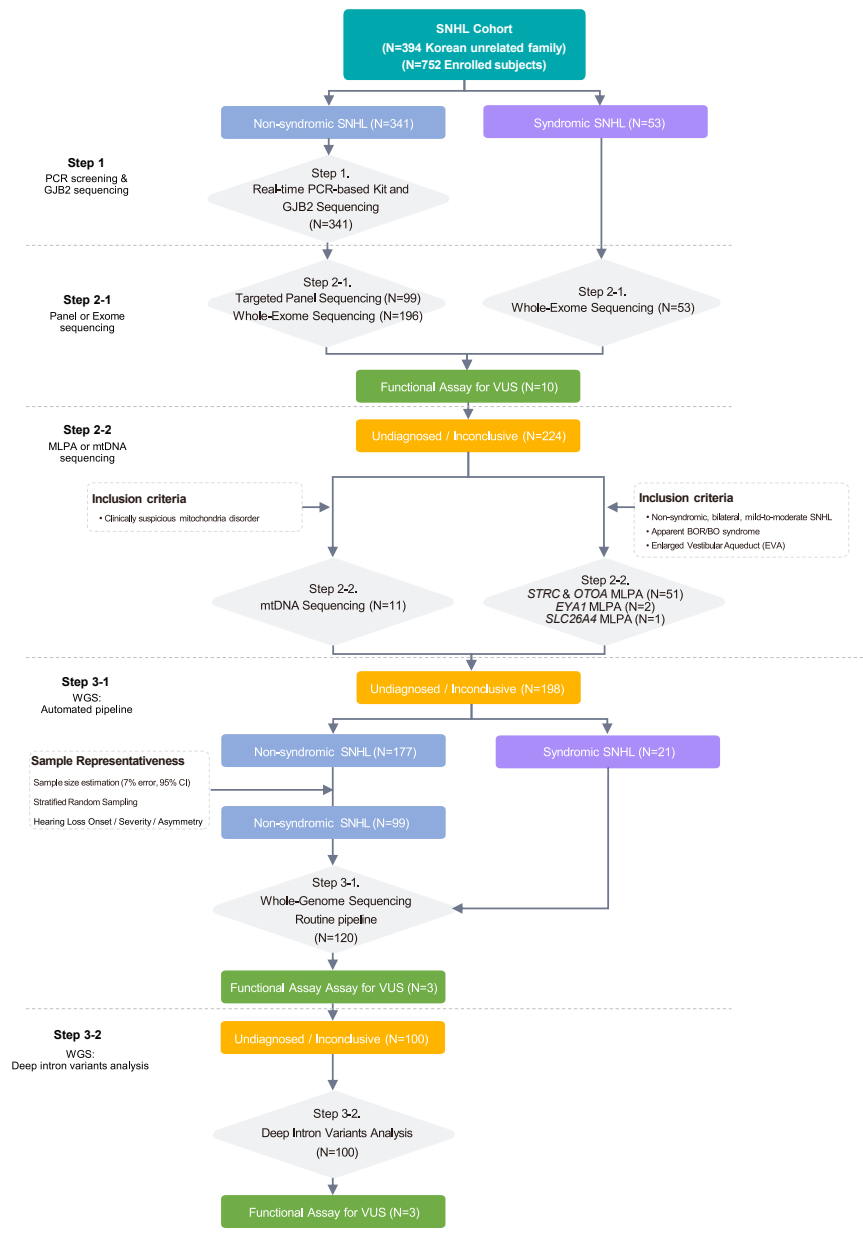 SNHL Cohort
(N=394 Korean unrelated family)
(N=752 Enrolled subjects)
Non-syndromic SNHL (N=341)
Syndromic SNHL (N=53)
Step 1
PCR screening &
GJB2 sequencing
Step 1.
Real-time PCR-based Kit and
GJB2 Sequencing
(N=341)
Step 2-1
Panel or Exome
sequencing
Step 2-1.
Targeted Panel Sequencing (N=99)
Whole-Exome Sequencing (N=196)
Step 2-1.
Whole-Exome Sequencing (N=53)
Functional Assay for VUS (N=10)
Step 2-2
MLPA or mtDNA
sequencing
Undiagnosed / Inconclusive (N=224)
Inclusion criteria
• Clinically suspicious mitochondria disorder
Inclusion criteria
• Non-syndromic, bilateral, mild-to-moderate SNHL
• Apparent BOR/BO syndrome
• Enlarged Vestibular Aqueduct (EVA)
Step 2-2.
mtDNA Sequencing (N=11)
Step 2-2.
STRC & OTOA MLPA (N=51)
EYA1 MLPA (N=2)
SLC26A4 MLPA (N=1)
Step 3-1
WGS:
Automated pipeline
Undiagnosed / Inconclusive (N=198)
Non-syndromic SNHL (N=177)
Syndromic SNHL (N=21)
Sample Representativeness
Sample size estimation (7% error, 95% CI)
Stratified Random Sampling
Hearing Loss Onset / Severity / Asymmetry
Non-syndromic SNHL (N=99)
Step 3-1.
Whole-Genome Sequencing
Routine pipeline
(N=120)
Functional Assay Assay for VUS (N=3)
Step 3-2
WGS:
Deep intron variants analysis
Undiagnosed / Inconclusive (N=100)
Step 3-2.
Deep Intron Variants Analysis
(N=100)
Functional Assay for VUS (N=3)